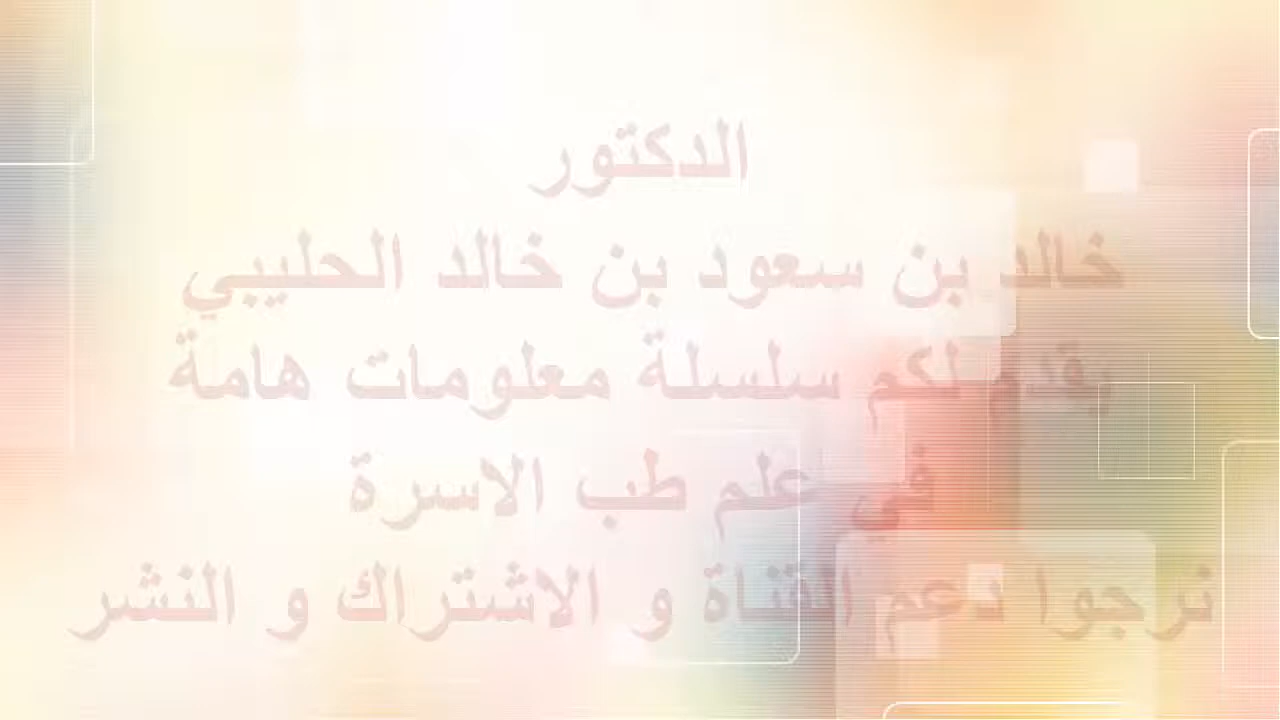 الدكتور
خالد بن سعود بن خالد الحليبي
يقدم لكم سلسلة معلومات هامة
في علم طب الاسرة
نرجوا دعم القناة و الاشتراك و النشر